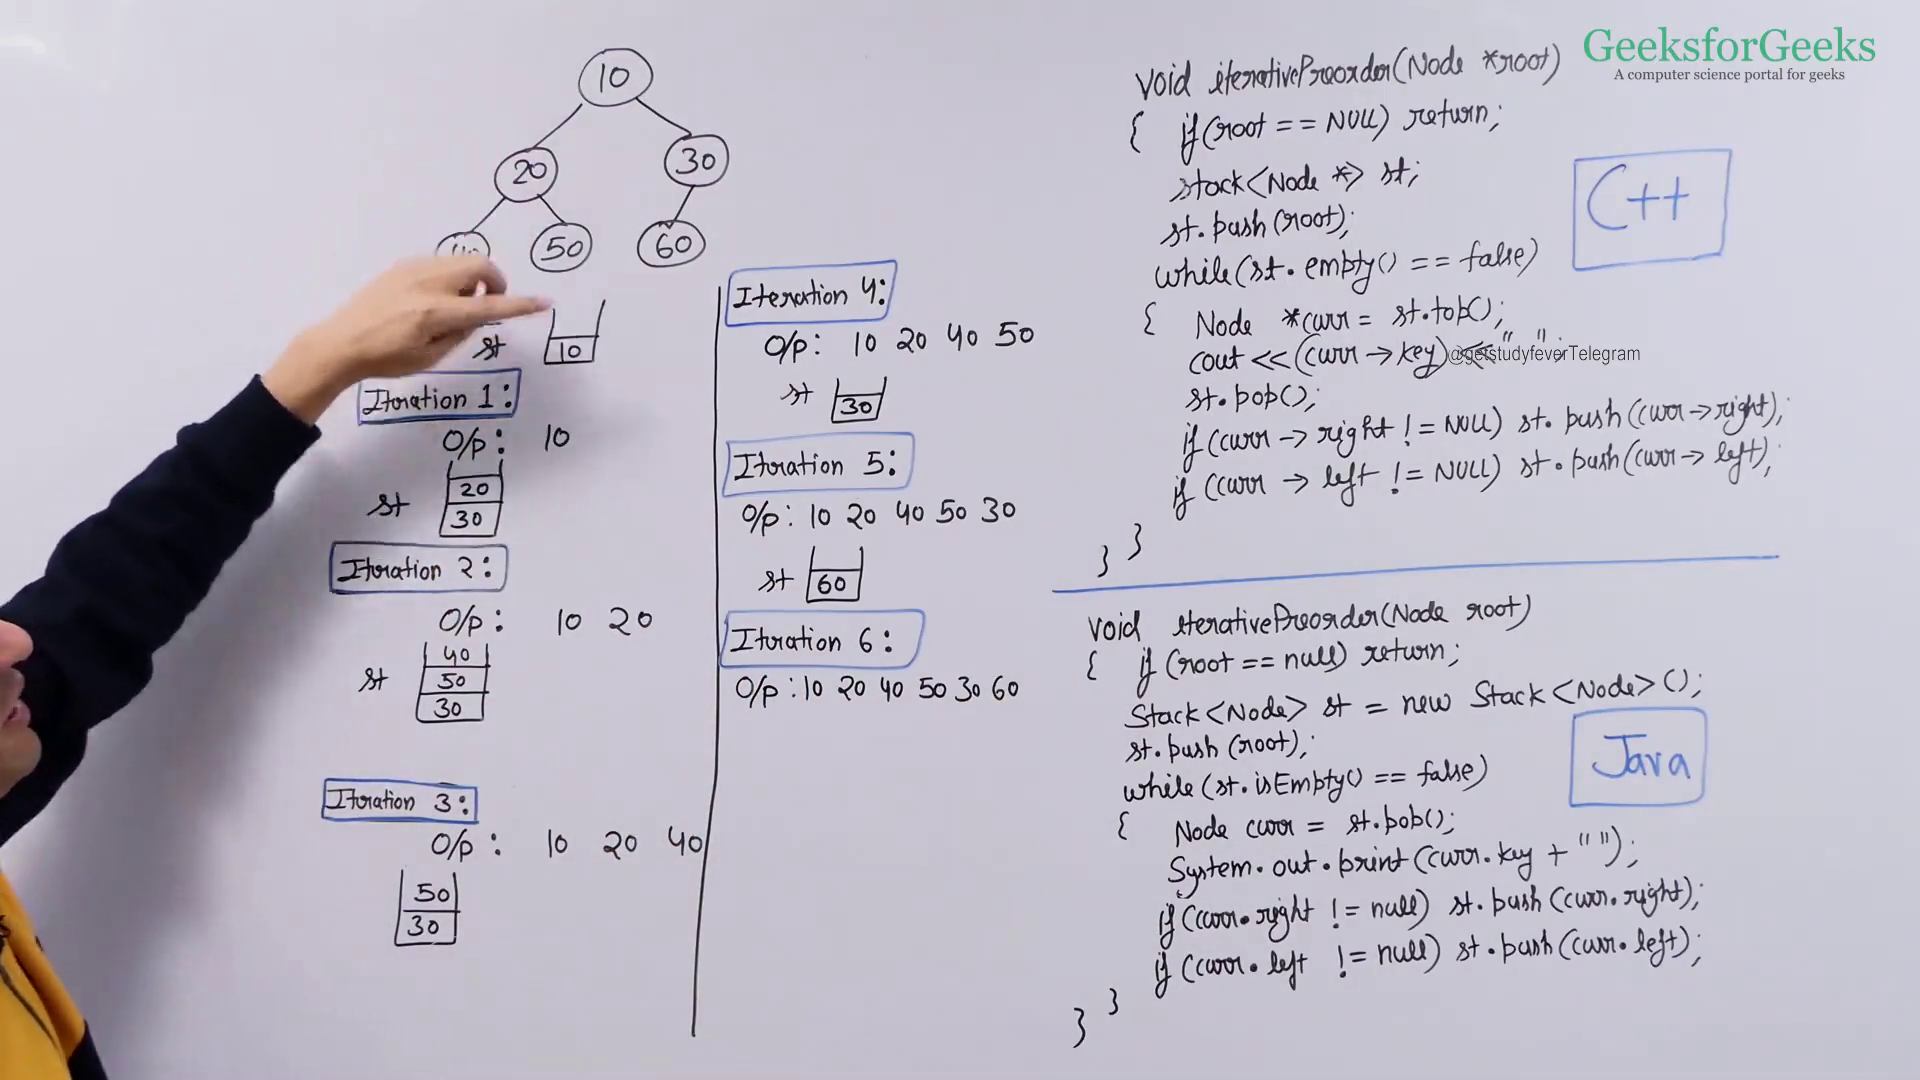 GeeksforGeeks
A computer science portal for geeks
10
20
30
50
60
st
10
Iteration 1:
O/p: 10
st
20
30
Iteration 2:
O/p: 10 20
st
40
50
30
Iteration 3:
O/p: 10 20 40
50
30
Iteration 4:
O/p: 10 20 40 50
st
30
Iteration 5:
O/p: 10 20 40 50 30
st
60
Iteration 6:
O/p: 10 20 40 50 30 60
void iterativePreorder(Node *root)
{ if(root == NULL) return;
stack<Node *> st;
st.push(root);
while(st.empty() == false)
{ Node *curr = st.top();
cout << (curr->key) << " ";
@getstudyfeverTelegram
st.pop();
if(curr->right != NULL) st.push(curr->right);
if(curr->left != NULL) st.push(curr->left);
} }
C++
void iterativePreorder(Node root)
{ if(root == null) return;
Stack<Node> st = new Stack<Node>();
st.push(root);
while(st.isEmpty() == false)
{ Node curr = st.pop();
System.out.print(curr.key + " ");
if(curr.right != null) st.push(curr.right);
if(curr.left != null) st.push(curr.left);
} }
Java